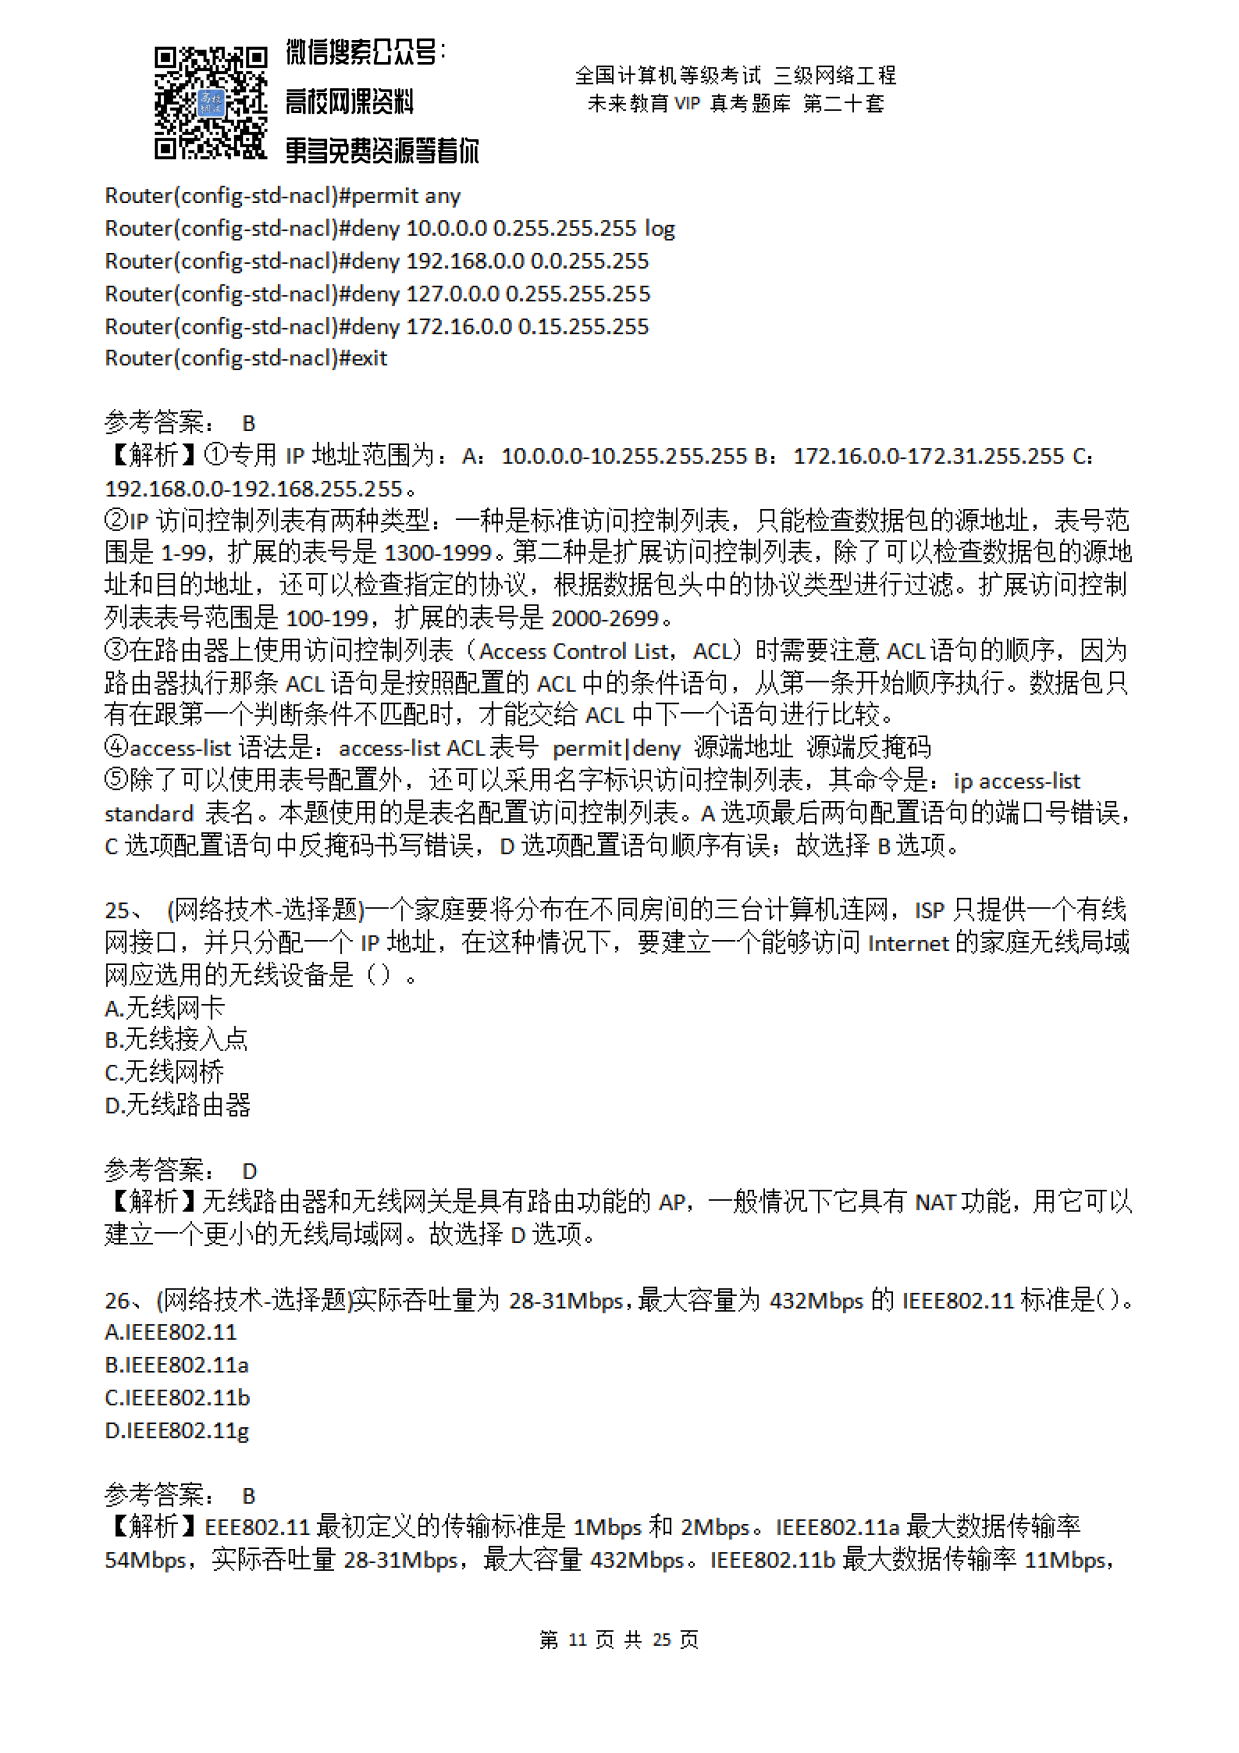 微信搜索公众号：
高校网课资料
更多免费资源等着你
全国计算机等级考试 三级网络工程
未来教育 VIP 真考题库 第二十套
Router(config-std-nacl)#permit any
Router(config-std-nacl)#deny 10.0.0.0 0.255.255.255 log
Router(config-std-nacl)#deny 192.168.0.0 0.0.255.255
Router(config-std-nacl)#deny 127.0.0.0 0.255.255.255
Router(config-std-nacl)#deny 172.16.0.0 0.15.255.255
Router(config-std-nacl)#exit
参考答案： B
【解析】①专用 IP 地址范围为：A：10.0.0.0-10.255.255.255 B：172.16.0.0-172.31.255.255 C：
192.168.0.0-192.168.255.255。
②IP 访问控制列表有两种类型：一种是标准访问控制列表，只能检查数据包的源地址，表号范
围是 1-99，扩展的表号是 1300-1999。第二种是扩展访问控制列表，除了可以检查数据包的源地
址和目的地址，还可以检查指定的协议，根据数据包头中的协议类型进行过滤。扩展访问控制
列表表号范围是 100-199，扩展的表号是 2000-2699。
③在路由器上使用访问控制列表（Access Control List，ACL）时需要注意 ACL 语句的顺序，因为
路由器执行那条 ACL 语句是按照配置的 ACL 中的条件语句，从第一条开始顺序执行。数据包只
有在跟第一个判断条件不匹配时，才能交给 ACL 中下一个语句进行比较。
④access-list 语法是：access-list ACL 表号 permit|deny 源端地址 源端反掩码
⑤除了可以使用表号配置外，还可以采用名字标识访问控制列表，其命令是：ip access-list
standard 表名。本题使用的是表名配置访问控制列表。A 选项最后两句配置语句的端口号错误，
C 选项配置语句中反掩码书写错误，D 选项配置语句顺序有误；故选择 B 选项。
25、 (网络技术-选择题)一个家庭要将分布在不同房间的三台计算机连网，ISP 只提供一个有线
网接口，并只分配一个 IP 地址，在这种情况下，要建立一个能够访问 Internet 的家庭无线局域
网应选用的无线设备是（）。
A.无线网卡
B.无线接入点
C.无线网桥
D.无线路由器
参考答案： D
【解析】无线路由器和无线网关是具有路由功能的 AP，一般情况下它具有 NAT 功能，用它可以
建立一个更小的无线局域网。故选择 D 选项。
26、(网络技术-选择题)实际吞吐量为 28-31Mbps，最大容量为 432Mbps 的 IEEE802.11 标准是()。
A.IEEE802.11
B.IEEE802.11a
C.IEEE802.11b
D.IEEE802.11g
参考答案： B
【解析】EEE802.11 最初定义的传输标准是 1Mbps 和 2Mbps。IEEE802.11a 最大数据传输率
54Mbps，实际吞吐量 28-31Mbps，最大容量 432Mbps。IEEE802.11b 最大数据传输率 11Mbps，
第 11 页 共 25 页